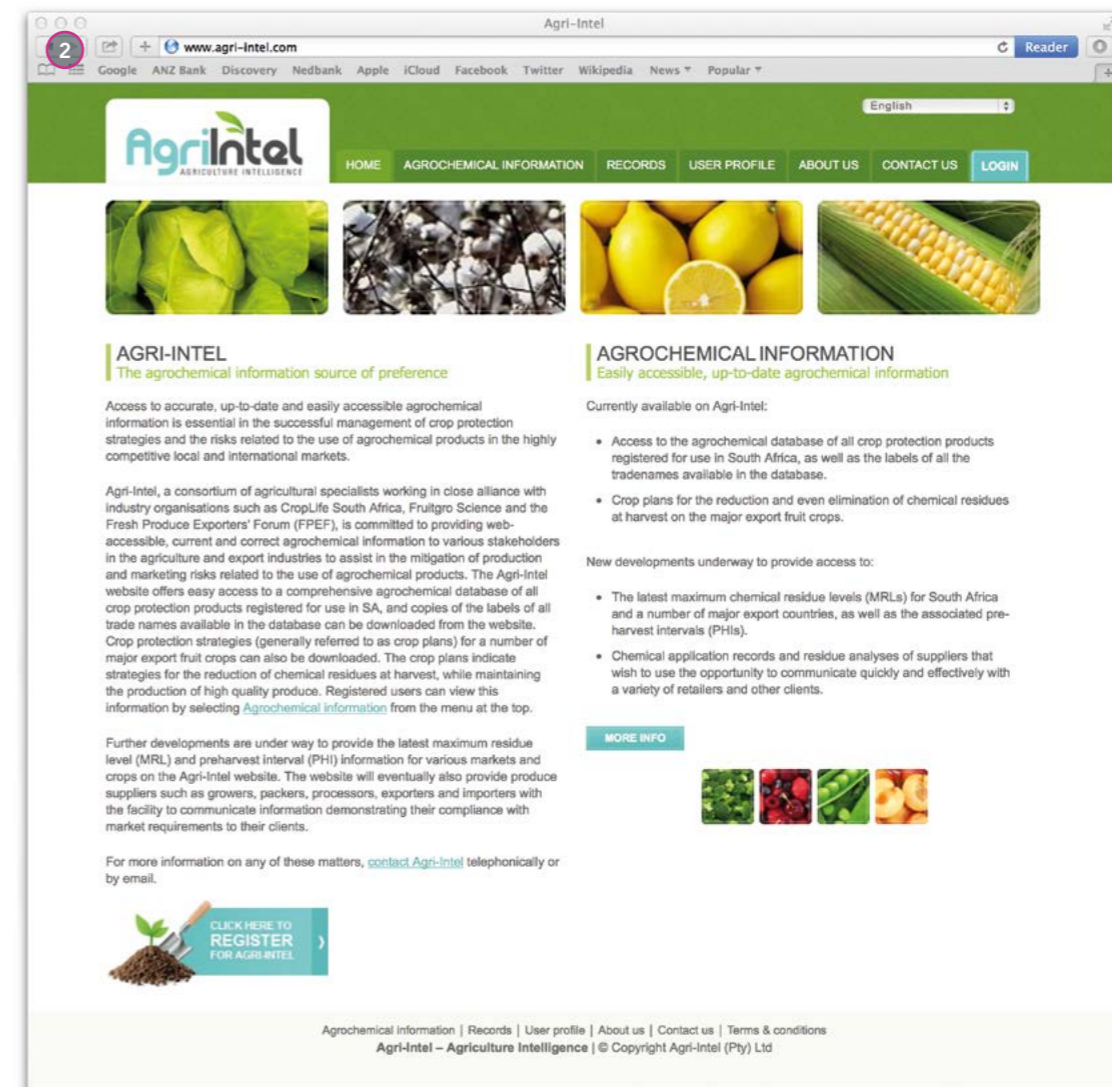 Agri-Intel
2
www.agri-intel.com
Reader
Google ANZ Bank Discovery Nedbank Apple iCloud Facebook Twitter Wikipedia News Popular
English
AgriIntel
AGRICULTURE INTELLIGENCE
HOME AGROCHEMICAL INFORMATION RECORDS USER PROFILE ABOUT US CONTACT US LOGIN
AGRI-INTEL
The agrochemical information source of preference
Access to accurate, up-to-date and easily accessible agrochemical
information is essential in the successful management of crop protection
strategies and the risks related to the use of agrochemical products in the highly
competitive local and international markets.
Agri-Intel, a consortium of agricultural specialists working in close alliance with
industry organisations such as CropLife South Africa, Fruitgro Science and the
Fresh Produce Exporters' Forum (FPEF), is committed to providing web-
accessible, current and correct agrochemical information to various stakeholders
in the agriculture and export industries to assist in the mitigation of production
and marketing risks related to the use of agrochemical products. The Agri-Intel
website offers easy access to a comprehensive agrochemical database of all
crop protection products registered for use in SA, and copies of the labels of all
trade names available in the database can be downloaded from the website.
Crop protection strategies (generally referred to as crop plans) for a number of
major export fruit crops can also be downloaded. The crop plans indicate
strategies for the reduction of chemical residues at harvest, while maintaining
the production of high quality produce. Registered users can view this
information by selecting Agrochemical information from the menu at the top.
Further developments are under way to provide the latest maximum residue
level (MRL) and preharvest interval (PHI) information for various markets and
crops on the Agri-Intel website. The website will eventually also provide produce
suppliers such as growers, packers, processors, exporters and importers with
the facility to communicate information demonstrating their compliance with
market requirements to their clients.
For more information on any of these matters, contact Agri-Intel telephonically or
by email.
CLICK HERE TO
REGISTER
FOR AGRI-INTEL
AGROCHEMICAL INFORMATION
Easily accessible, up-to-date agrochemical information
Currently available on Agri-Intel:
• Access to the agrochemical database of all crop protection products
registered for use in South Africa, as well as the labels of all the
tradenames available in the database.
• Crop plans for the reduction and even elimination of chemical residues
at harvest on the major export fruit crops.
New developments underway to provide access to:
• The latest maximum chemical residue levels (MRLs) for South Africa
and a number of major export countries, as well as the associated pre-
harvest intervals (PHIs).
• Chemical application records and residue analyses of suppliers that
wish to use the opportunity to communicate quickly and effectively with
a variety of retailers and other clients.
MORE INFO
Agrochemical information | Records | User profile | About us | Contact us | Terms & conditions
Agri-Intel – Agriculture Intelligence | © Copyright Agri-Intel (Pty) Ltd